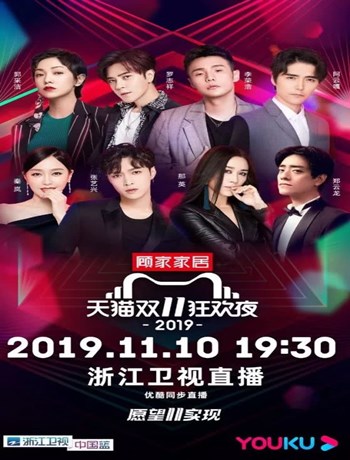 郭采洁
罗志祥
李荣浩
阿云嘎
秦岚
张艺兴
那英
郑云龙
顾家家居
天猫双11狂欢夜
-2019-
2019.11.10 19:30
浙江卫视直播
优酷同步直播
愿望11实现
浙江卫视 中国蓝
YOUKU